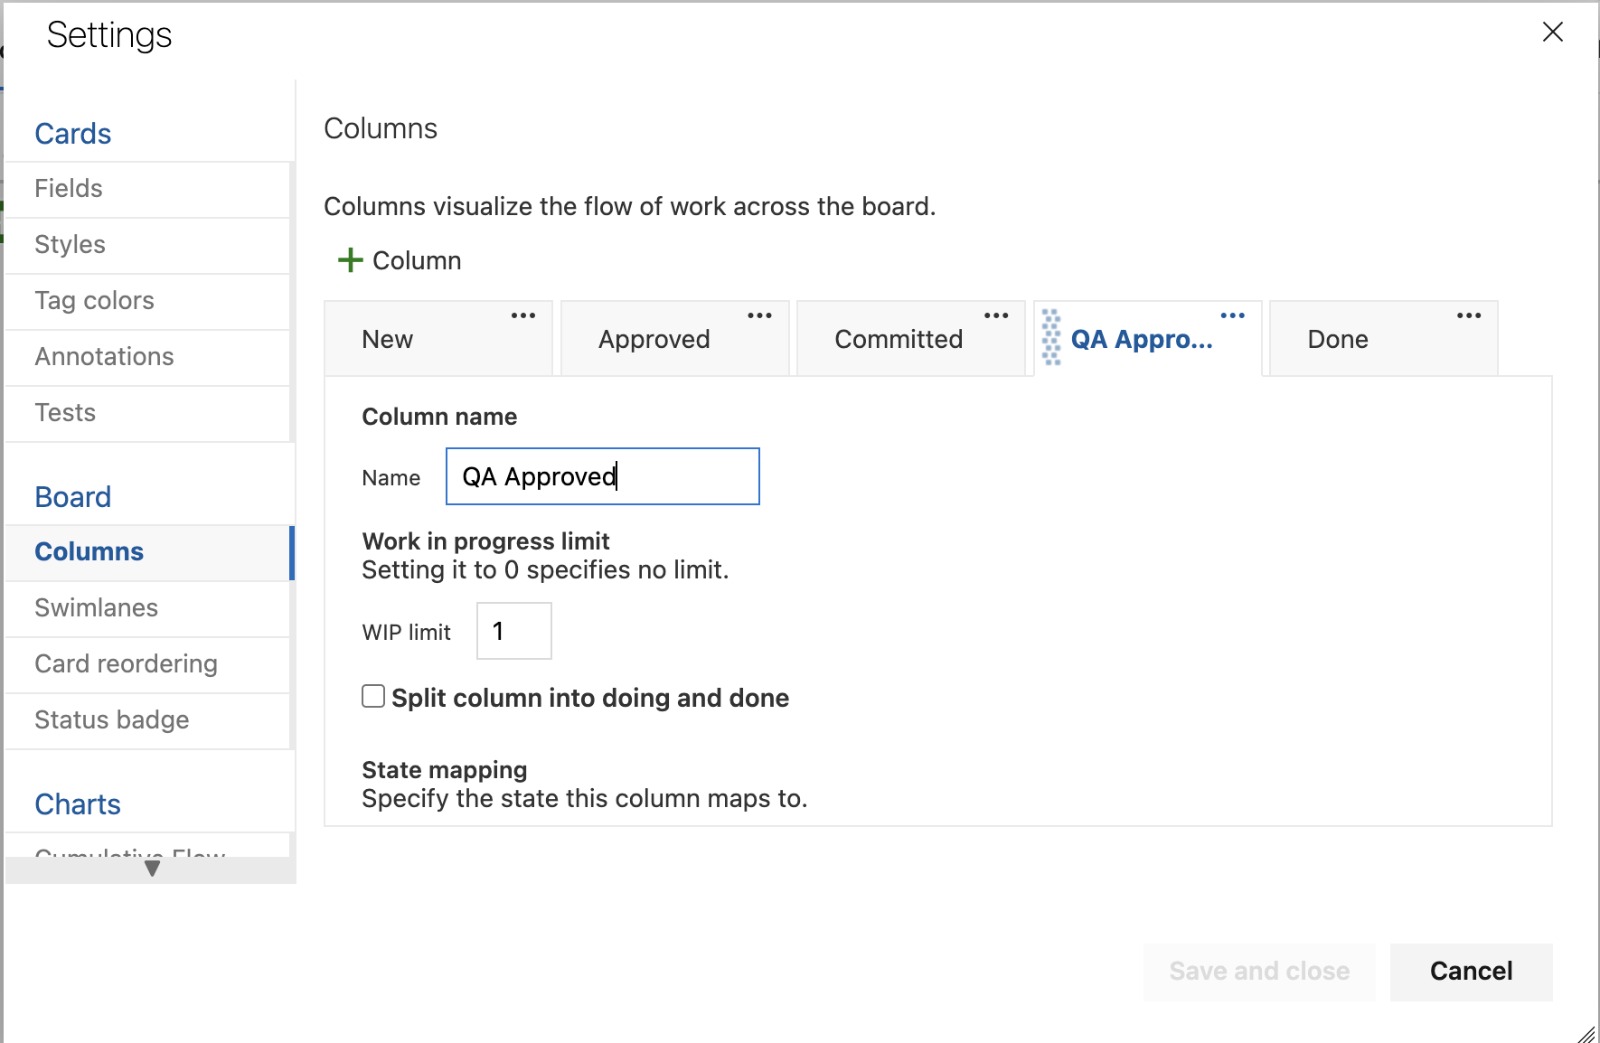 Settings
Cards
Fields
Styles
Tag colors
Annotations
Tests
Board
Columns
Swimlanes
Card reordering
Status badge
Charts
Cumulative Flow
Columns
Columns visualize the flow of work across the board.
+ Column
New
Approved
Committed
QA Appro...
Done
Column name
Name QA Approved
Work in progress limit
Setting it to 0 specifies no limit.
WIP limit 1
Split column into doing and done
State mapping
Specify the state this column maps to.
Save and close Cancel